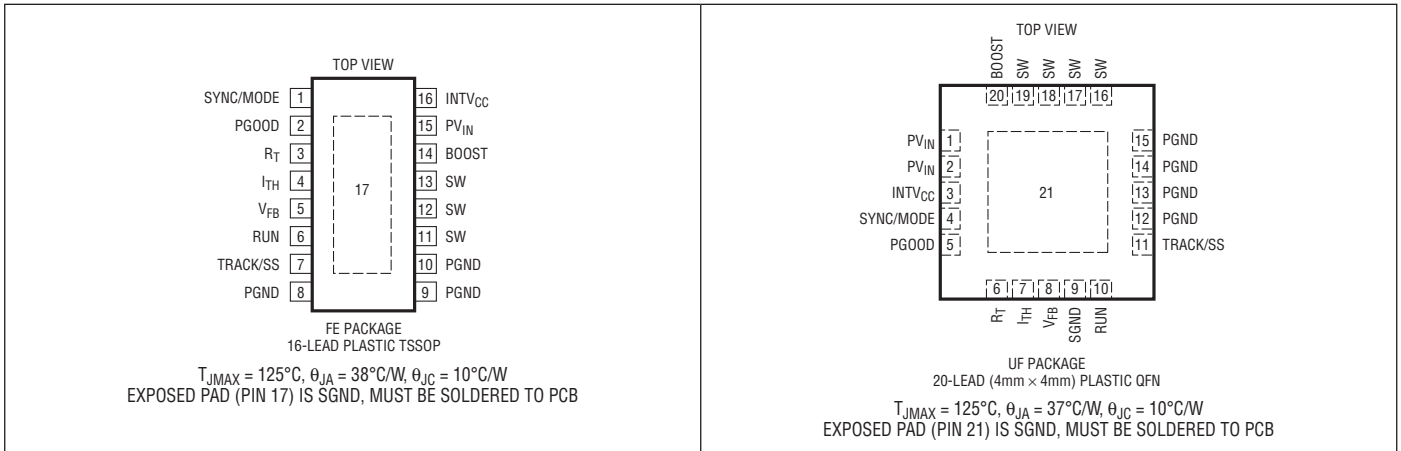 TOP VIEW
SYNC/MODE 1
PGOOD 2
RT 3
ITH 4
VFB 5
RUN 6
TRACK/SS 7
PGND 8
17
16 INTVCC
15 PVIN
14 BOOST
13 SW
12 SW
11 SW
10 PGND
9 PGND
FE PACKAGE
16-LEAD PLASTIC TSSOP
TJMAX = 125°C, θJA = 38°C/W, θJC = 10°C/W
EXPOSED PAD (PIN 17) IS SGND, MUST BE SOLDERED TO PCB
TOP VIEW
BOOST SW SW SW SW
20 19 18 17 16
PVIN 1
PVIN 2
INTVCC 3
SYNC/MODE 4
PGOOD 5
21
15 PGND
14 PGND
13 PGND
12 PGND
11 TRACK/SS
6 7 8 9 10
RT ITH VFB SGND RUN
UF PACKAGE
20-LEAD (4mm × 4mm) PLASTIC QFN
TJMAX = 125°C, θJA = 37°C/W, θJC = 10°C/W
EXPOSED PAD (PIN 21) IS SGND, MUST BE SOLDERED TO PCB